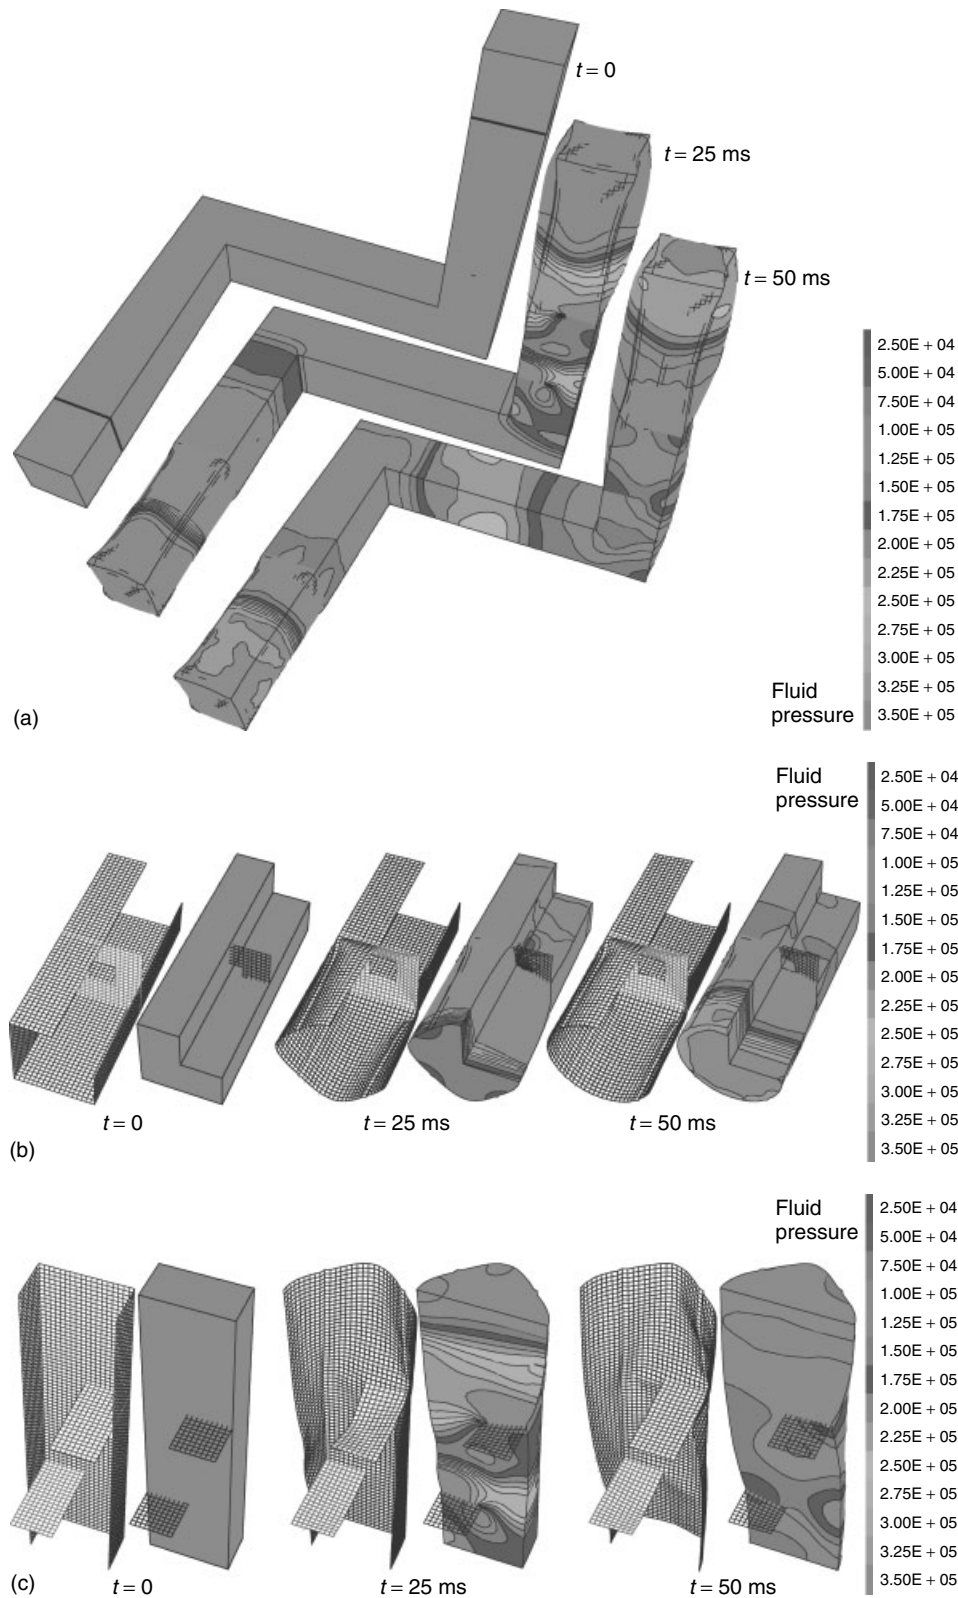 t = 0
t = 25 ms
t = 50 ms
2.50E + 04
5.00E + 04
7.50E + 04
1.00E + 05
1.25E + 05
1.50E + 05
1.75E + 05
2.00E + 05
2.25E + 05
2.50E + 05
2.75E + 05
3.00E + 05
3.25E + 05
3.50E + 05
Fluid
pressure
(a)
Fluid
pressure
2.50E + 04
5.00E + 04
7.50E + 04
1.00E + 05
1.25E + 05
1.50E + 05
1.75E + 05
2.00E + 05
2.25E + 05
2.50E + 05
2.75E + 05
3.00E + 05
3.25E + 05
3.50E + 05
t = 0
t = 25 ms
t = 50 ms
(b)
Fluid
pressure
2.50E + 04
5.00E + 04
7.50E + 04
1.00E + 05
1.25E + 05
1.50E + 05
1.75E + 05
2.00E + 05
2.25E + 05
2.50E + 05
2.75E + 05
3.00E + 05
3.25E + 05
3.50E + 05
(c)
t = 0
t = 25 ms
t = 50 ms